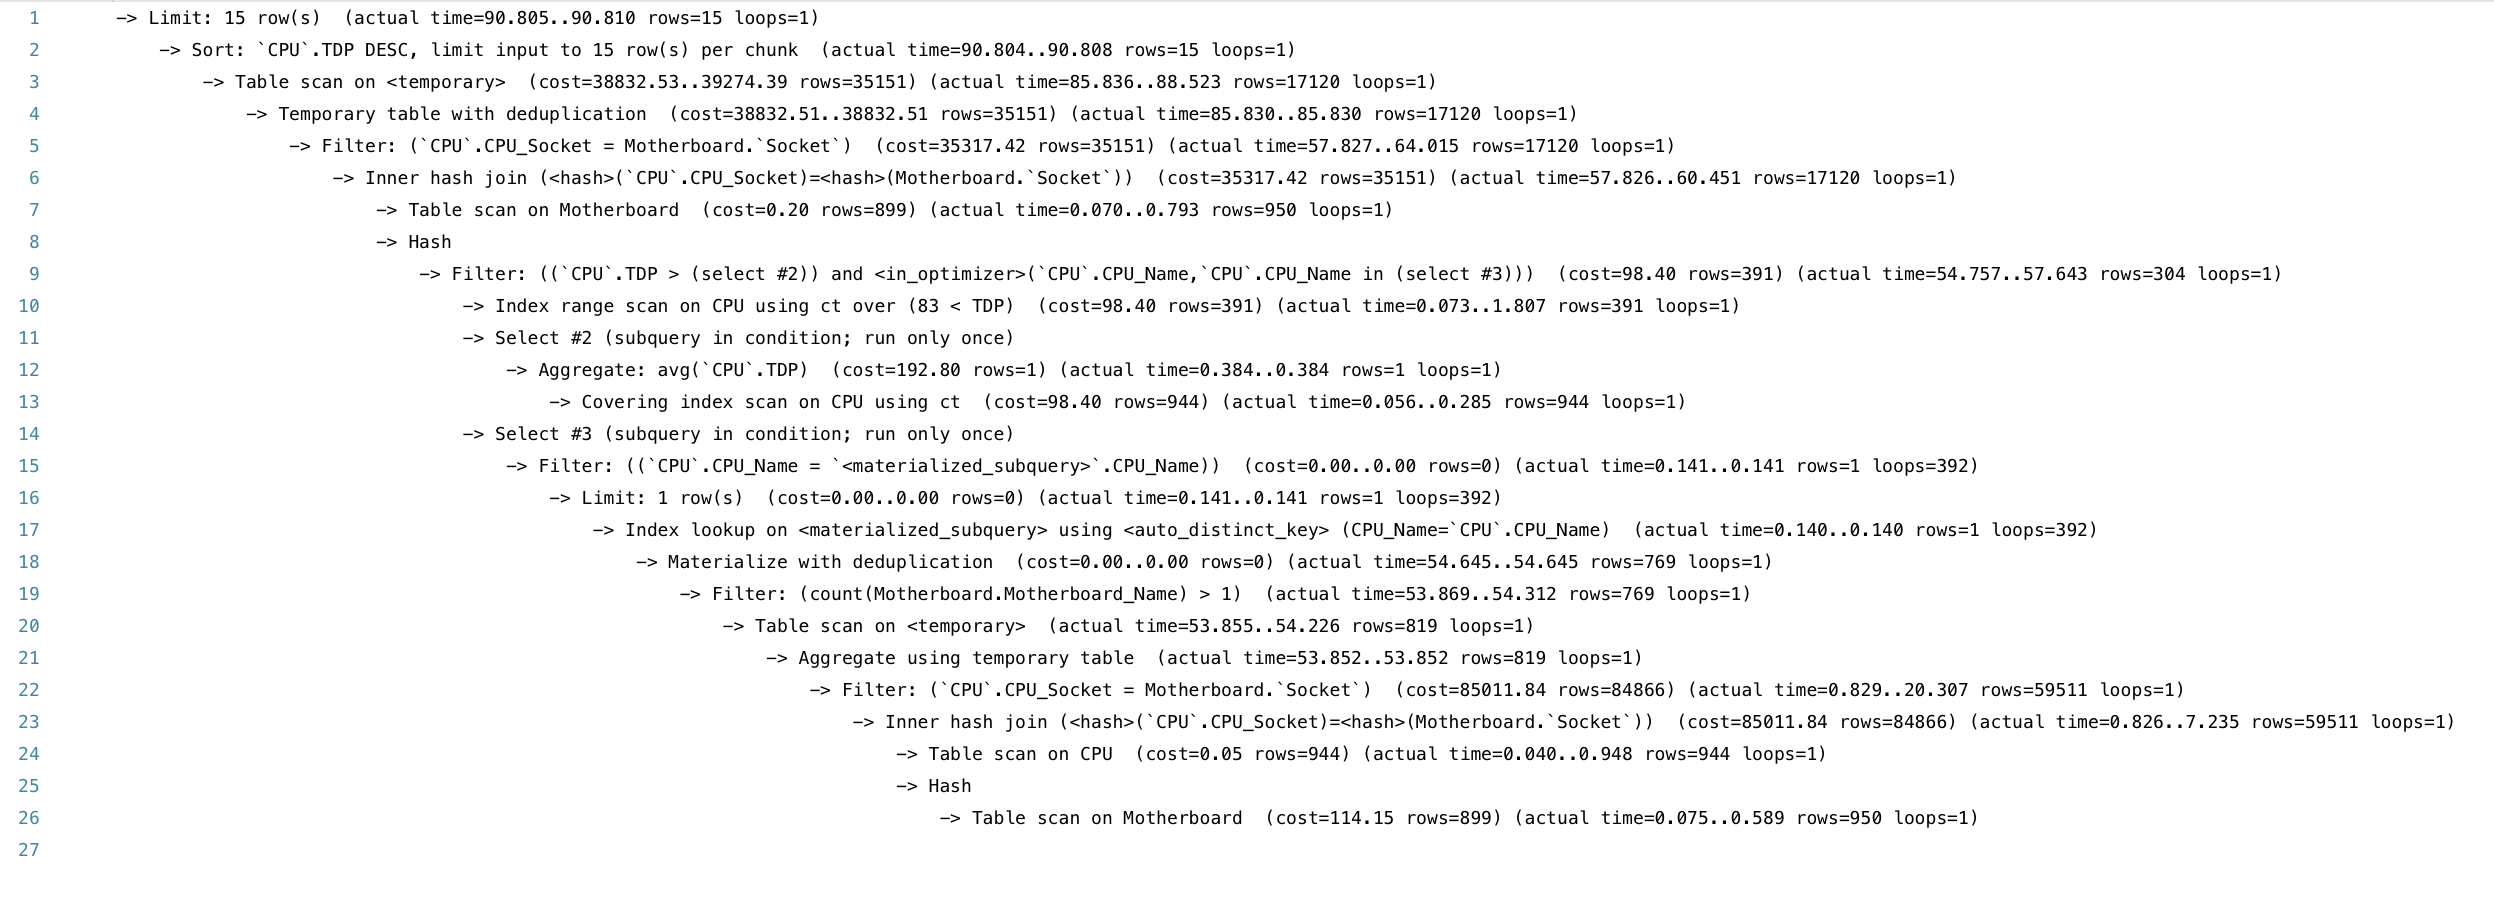 1 -> Limit: 15 row(s)  (actual time=90.805..90.810 rows=15 loops=1)
2 -> Sort: `CPU`.TDP DESC, limit input to 15 row(s) per chunk  (actual time=90.804..90.808 rows=15 loops=1)
3 -> Table scan on <temporary>  (cost=38832.53..39274.39 rows=35151) (actual time=85.836..88.523 rows=17120 loops=1)
4 -> Temporary table with deduplication  (cost=38832.51..38832.51 rows=35151) (actual time=85.830..85.830 rows=17120 loops=1)
5 -> Filter: (`CPU`.CPU_Socket = Motherboard.`Socket`)  (cost=35317.42 rows=35151) (actual time=57.827..64.015 rows=17120 loops=1)
6 -> Inner hash join (<hash>(`CPU`.CPU_Socket)=<hash>(Motherboard.`Socket`))  (cost=35317.42 rows=35151) (actual time=57.826..60.451 rows=17120 loops=1)
7 -> Table scan on Motherboard  (cost=0.20 rows=899) (actual time=0.070..0.793 rows=950 loops=1)
8 -> Hash
9 -> Filter: ((`CPU`.TDP > (select #2)) and <in_optimizer>(`CPU`.CPU_Name,`CPU`.CPU_Name in (select #3)))  (cost=98.40 rows=391) (actual time=54.757..57.643 rows=304 loops=1)
10 -> Index range scan on CPU using ct over (83 < TDP)  (cost=98.40 rows=391) (actual time=0.073..1.807 rows=391 loops=1)
11 -> Select #2 (subquery in condition; run only once)
12 -> Aggregate: avg(`CPU`.TDP)  (cost=192.80 rows=1) (actual time=0.384..0.384 rows=1 loops=1)
13 -> Covering index scan on CPU using ct  (cost=98.40 rows=944) (actual time=0.056..0.285 rows=944 loops=1)
14 -> Select #3 (subquery in condition; run only once)
15 -> Filter: ((`CPU`.CPU_Name = `<materialized_subquery>`.CPU_Name))  (cost=0.00..0.00 rows=0) (actual time=0.141..0.141 rows=1 loops=392)
16 -> Limit: 1 row(s)  (cost=0.00..0.00 rows=0) (actual time=0.141..0.141 rows=1 loops=392)
17 -> Index lookup on <materialized_subquery> using <auto_distinct_key> (CPU_Name=`CPU`.CPU_Name)  (actual time=0.140..0.140 rows=1 loops=392)
18 -> Materialize with deduplication  (cost=0.00..0.00 rows=0) (actual time=54.645..54.645 rows=769 loops=1)
19 -> Filter: (count(Motherboard.Motherboard_Name) > 1)  (actual time=53.869..54.312 rows=769 loops=1)
20 -> Table scan on <temporary>  (actual time=53.855..54.226 rows=819 loops=1)
21 -> Aggregate using temporary table  (actual time=53.852..53.852 rows=819 loops=1)
22 -> Filter: (`CPU`.CPU_Socket = Motherboard.`Socket`)  (cost=85011.84 rows=84866) (actual time=0.829..20.307 rows=59511 loops=1)
23 -> Inner hash join (<hash>(`CPU`.CPU_Socket)=<hash>(Motherboard.`Socket`))  (cost=85011.84 rows=84866) (actual time=0.826..7.235 rows=59511 loops=1)
24 -> Table scan on CPU  (cost=0.05 rows=944) (actual time=0.040..0.948 rows=944 loops=1)
25 -> Hash
26 -> Table scan on Motherboard  (cost=114.15 rows=899) (actual time=0.075..0.589 rows=950 loops=1)
27